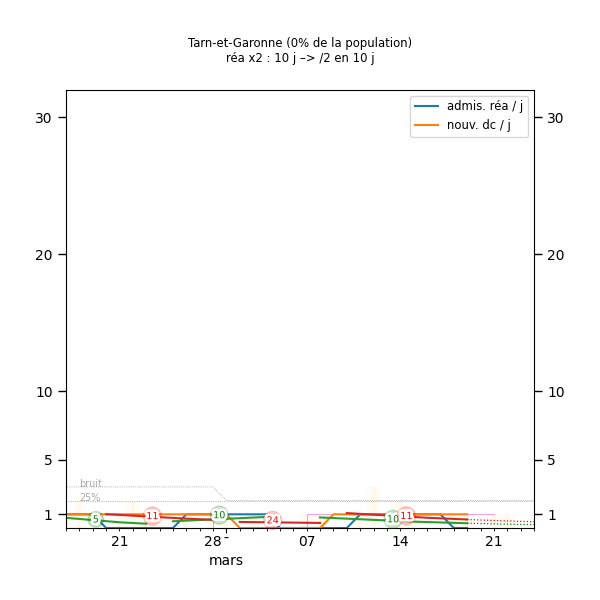 Tarn-et-Garonne (0% de la population)
réa x2 : 10 j –> /2 en 10 j
admis. réa / j
nouv. dc / j
30 30
20 20
10 10
5 5
bruit
25%
1 1
5 11 10 24 10 11
21 28 07 14 21
mars